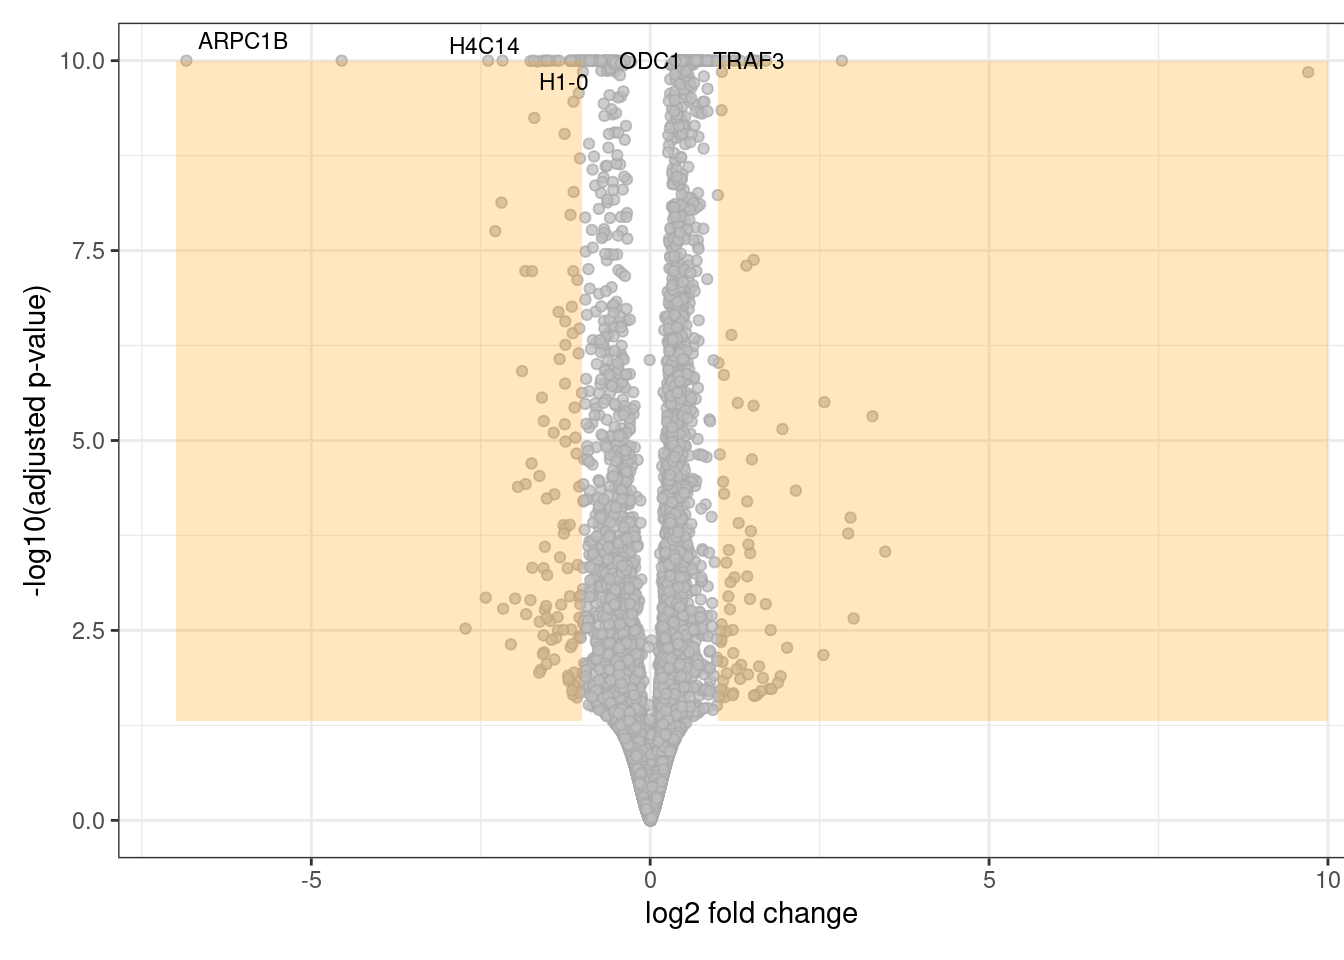 ARPC1B
H4C14
ODC1
TRAF3
H1-0
10.0
7.5
5.0
2.5
0.0
-log10(adjusted p-value)
-5
0
5
10
log2 fold change